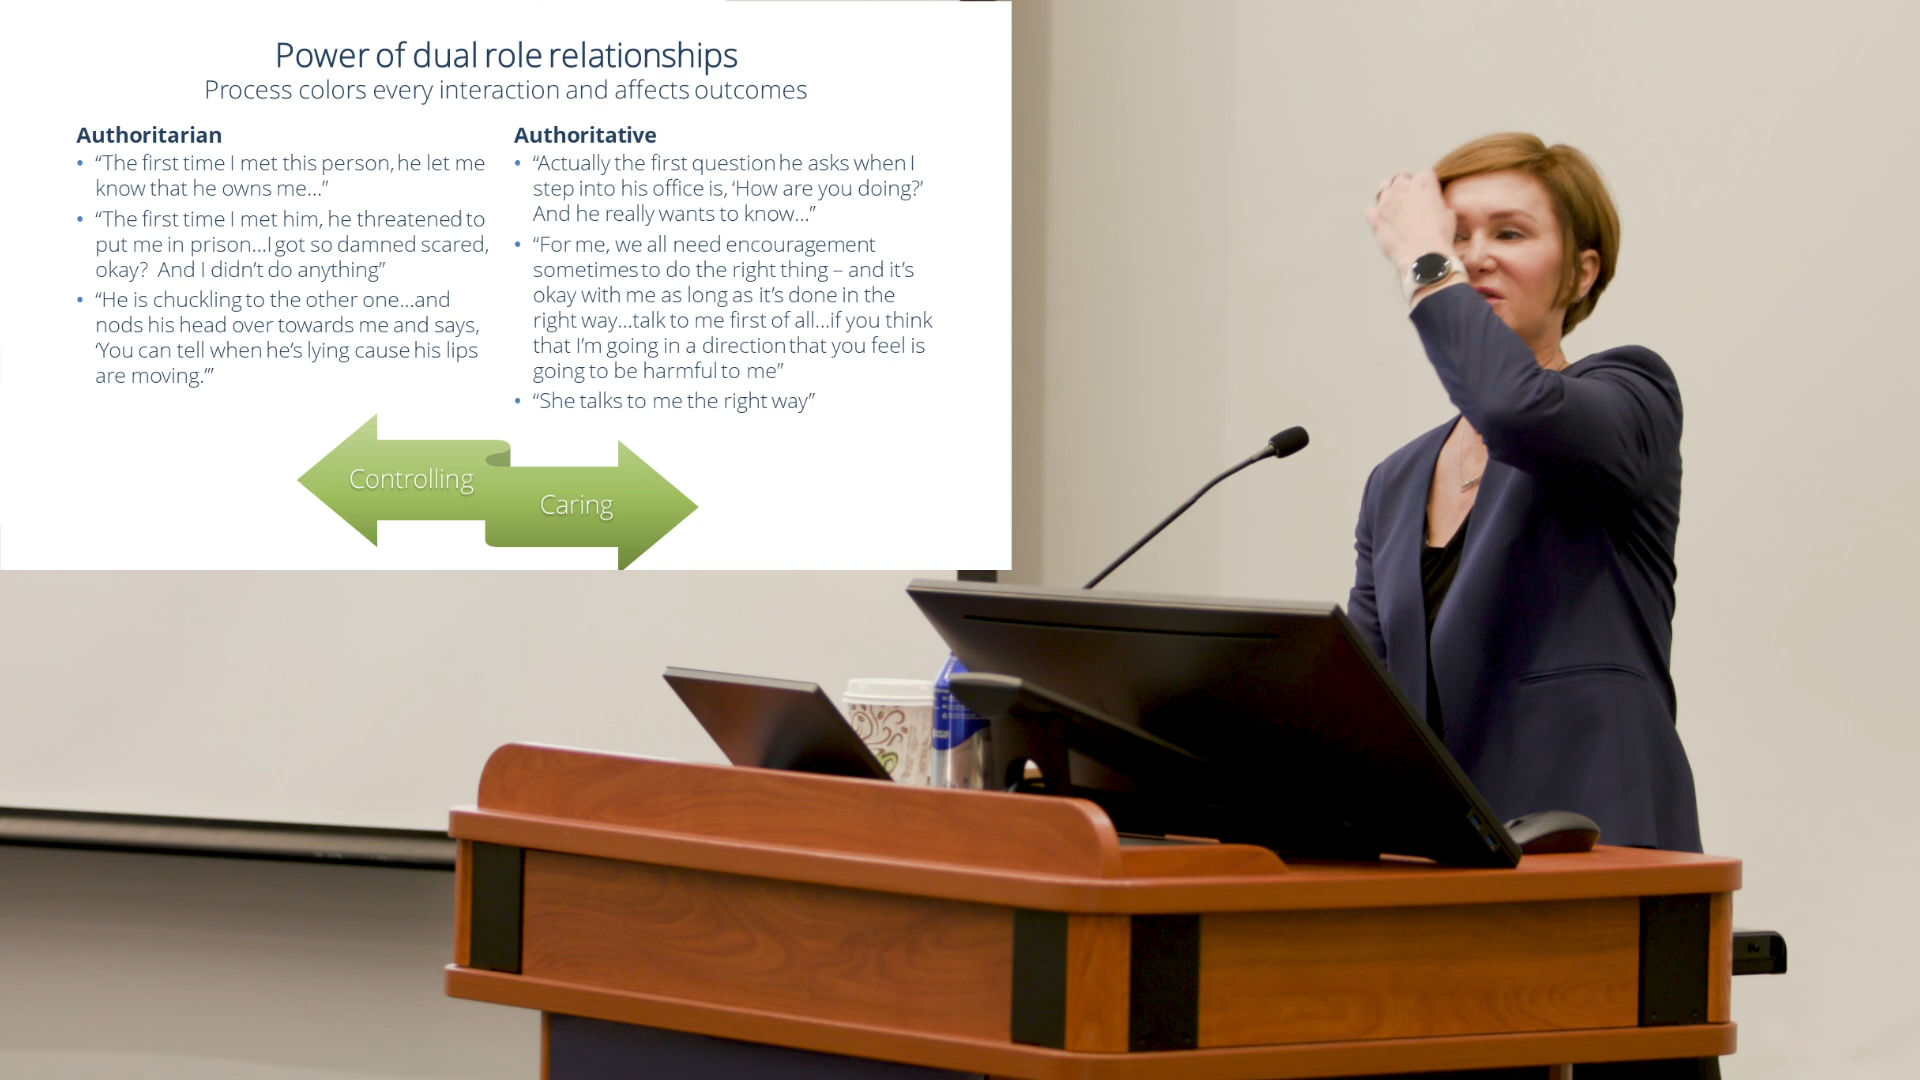 Power of dual role relationships
Process colors every interaction and affects outcomes
Authoritarian
• “The first time I met this person, he let me
know that he owns me…”
• “The first time I met him, he threatened to
put me in prison…I got so damned scared,
okay?  And I didn’t do anything”
• “He is chuckling to the other one…and
nods his head over towards me and says,
‘You can tell when he’s lying cause his lips
are moving.’”
Authoritative
• “Actually the first question he asks when I
step into his office is, ‘How are you doing?’
And he really wants to know…”
• “For me, we all need encouragement
sometimes to do the right thing – and it’s
okay with me as long as it’s done in the
right way…talk to me first of all…if you think
that I’m going in a direction that you feel is
going to be harmful to me”
• “She talks to me the right way”
Controlling
Caring